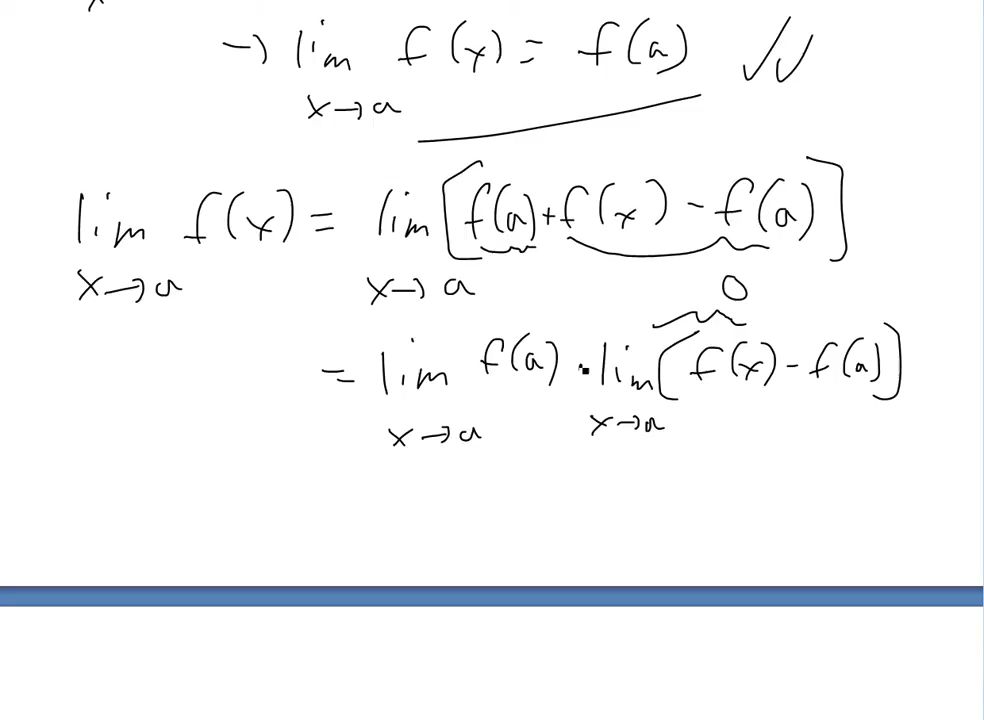 → lim f(x) = f(a) ✓✓
x→a
lim f(x) = lim [f(a) + f(x) - f(a)]
x→a x→a 0
= lim f(a) · lim [f(x) - f(a)]
x→a x→a